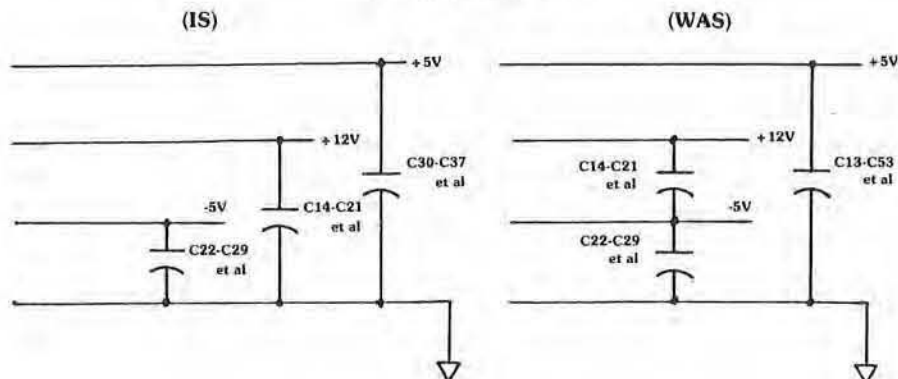 (IS)
+5V
+12V
C30-C37
et al
C14-C21
et al
-5V
C22-C29
et al
(WAS)
+5V
+12V
C14-C21
et al
C13-C53
et al
-5V
C22-C29
et al